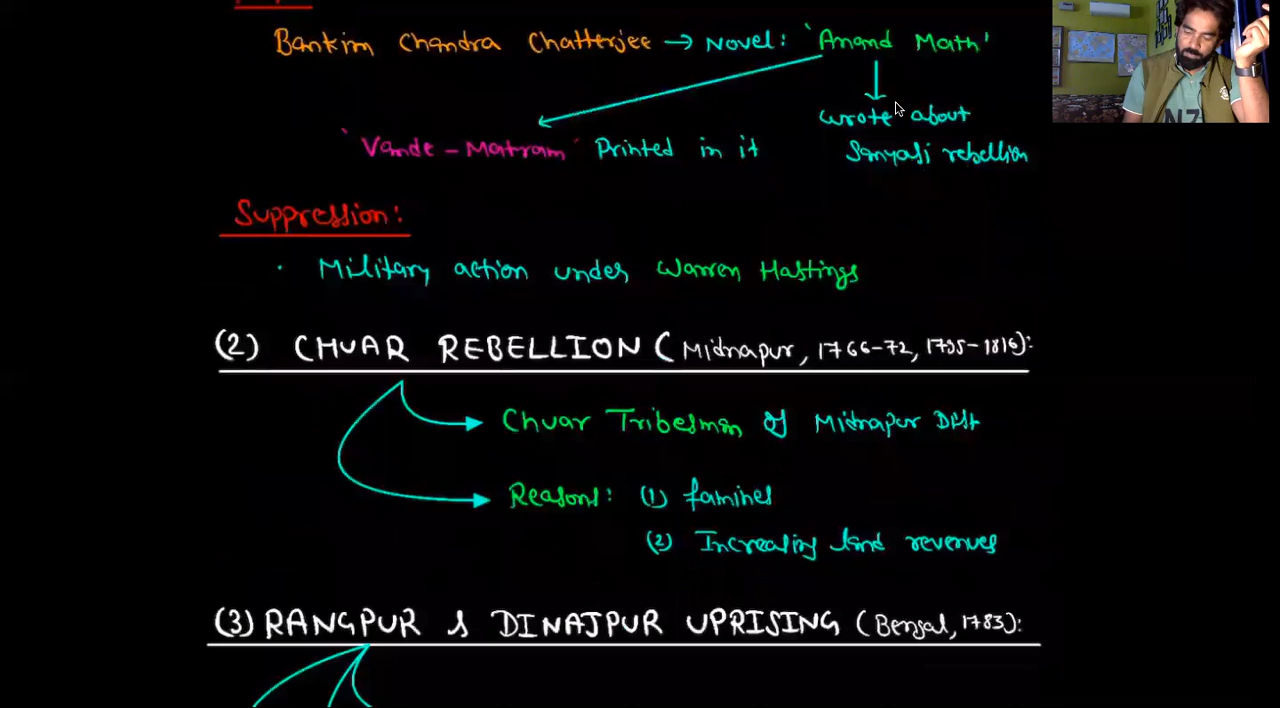 Bankim Chandra Chatterjee → Novel: 'Anand Math'
wrote about
Sanyasi rebellion
'Vande-Matram' Printed in it
Suppression:
· Military action under Warren Hastings
(2) CHUAR REBELLION (Midnapur, 1766-72, 1795-1816):
Chuar Tribesman of Midnapur Dist
Reasons: (1) famines
(2) Increasing land revenues
(3) RANGPUR & DINAJPUR UPRISING (Bengal, 1783):